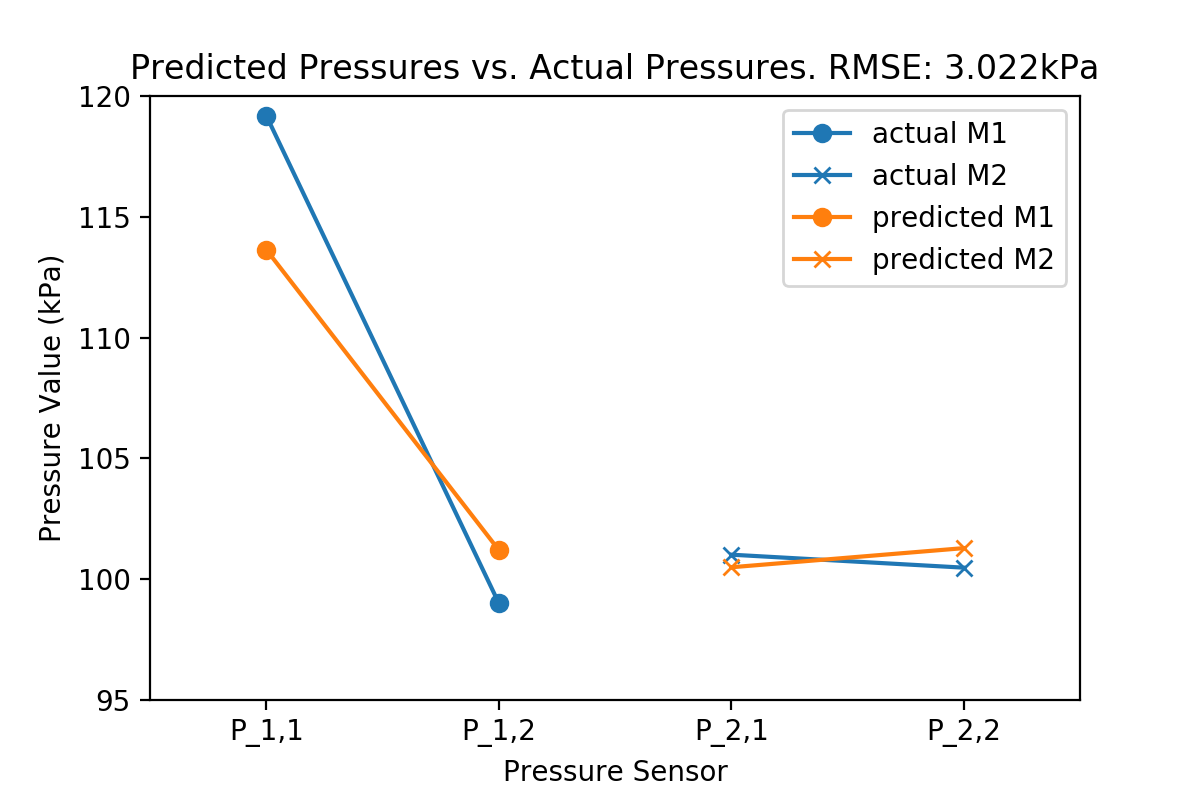 Predicted Pressures vs. Actual Pressures. RMSE: 3.022kPa
120
115
110
105
100
95
Pressure Value (kPa)
actual M1
actual M2
predicted M1
predicted M2
P_1,1 P_1,2 P_2,1 P_2,2
Pressure Sensor